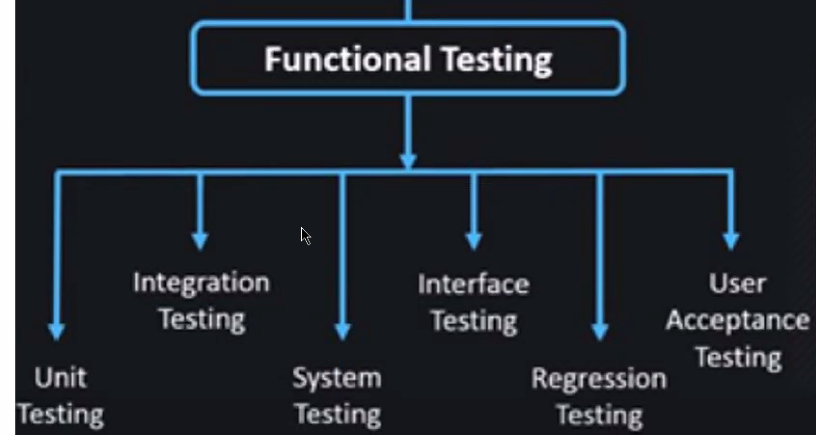 Functional Testing
Integration
Testing
Interface
Testing
User
Acceptance
Testing
Unit
Testing
System
Testing
Regression
Testing